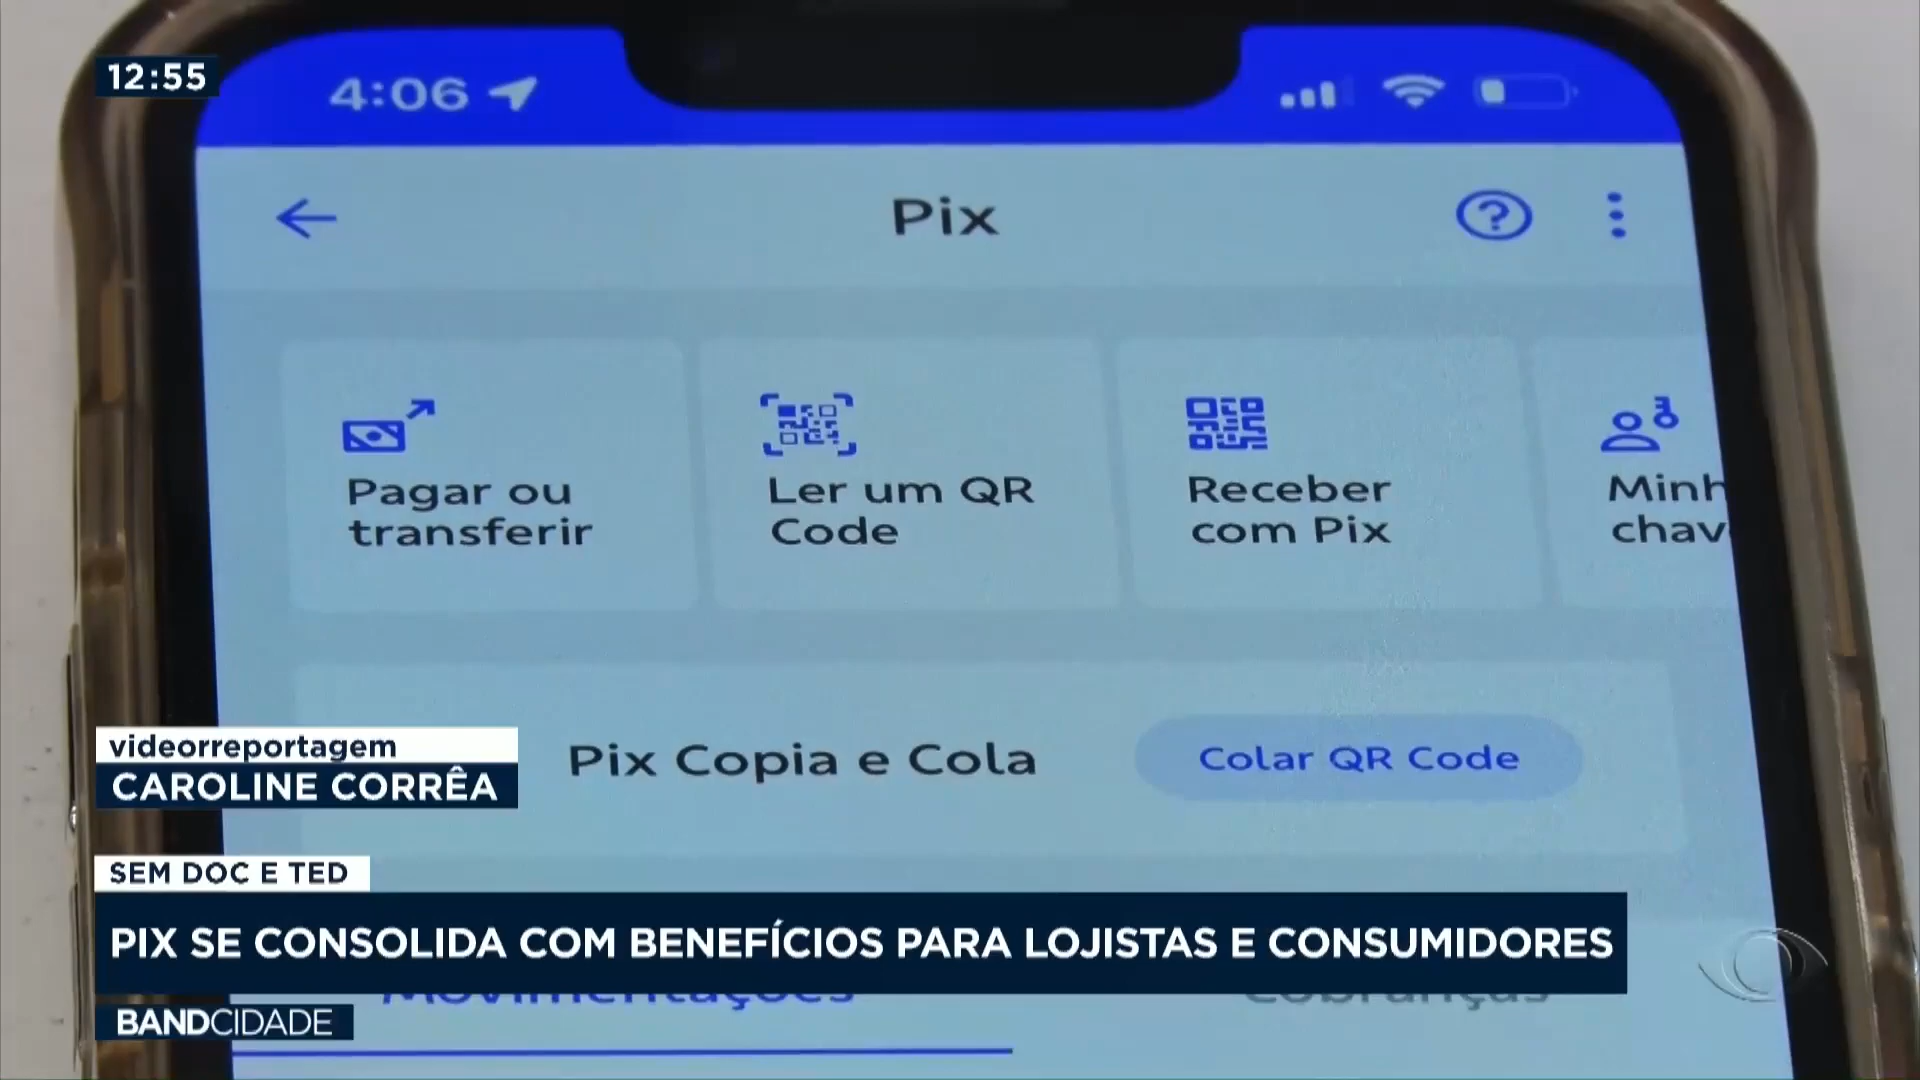 12:55
4:06
Pix
Pagar ou
transferir
Ler um QR
Code
Receber
com Pix
Minh
chav
Pix Copia e Cola
Colar QR Code
videorreportagem
CAROLINE CORRÊA
SEM DOC E TED
PIX SE CONSOLIDA COM BENEFÍCIOS PARA LOJISTAS E CONSUMIDORES
Movimentações
Cobranças
BANDCIDADE